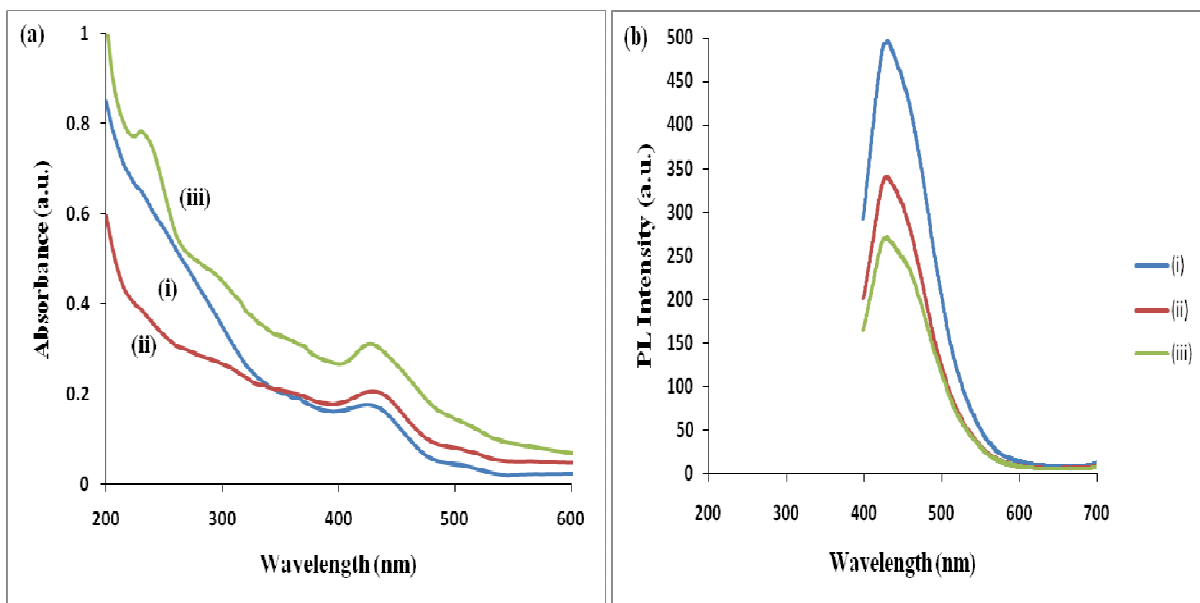 (a)
Absorbance (a.u.)
1
0.8
0.6
0.4
0.2
0
(iii)
(i)
(ii)
200 300 400 500 600
Wavelength (nm)
(b)
PL Intensity (a.u.)
500
450
400
350
300
250
200
150
100
50
0
200 300 400 500 600 700
Wavelength (nm)
(i)
(ii)
(iii)